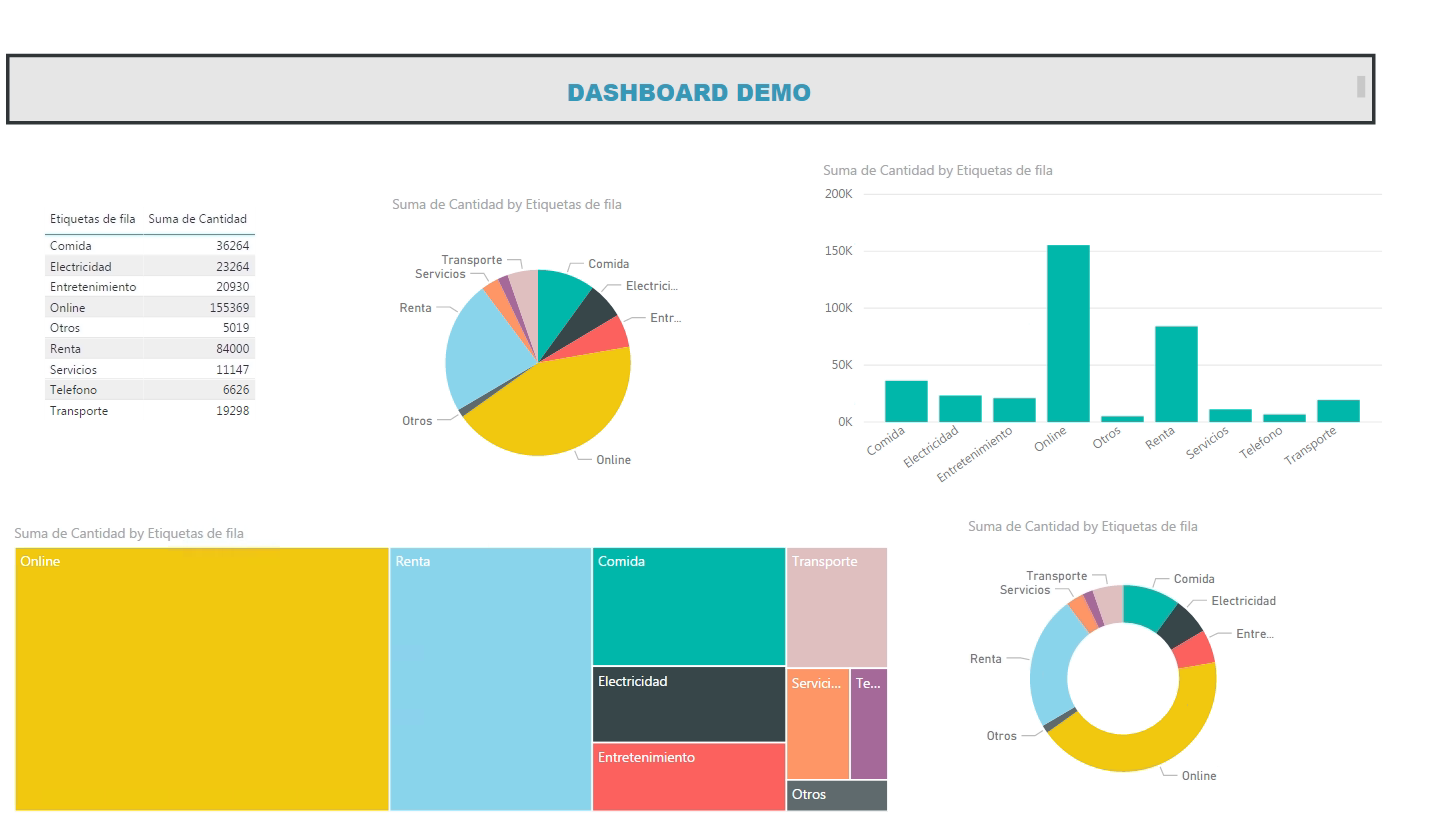 DASHBOARD DEMO
Etiquetas de fila Suma de Cantidad
Comida 36264
Electricidad 23264
Entretenimiento 20930
Online 155369
Otros 5019
Renta 84000
Servicios 11147
Telefono 6626
Transporte 19298
Suma de Cantidad by Etiquetas de fila
Transporte
Comida
Servicios
Electrici...
Renta
Entr...
Otros
Online
Suma de Cantidad by Etiquetas de fila
200K
150K
100K
50K
0K
Comida
Electricidad
Entretenimiento
Online
Otros
Renta
Servicios
Telefono
Transporte
Suma de Cantidad by Etiquetas de fila
Online
Renta
Comida
Transporte
Electricidad
Servici...
Te...
Entretenimiento
Otros
Suma de Cantidad by Etiquetas de fila
Transporte
Comida
Servicios
Electricidad
Entre...
Renta
Otros
Online